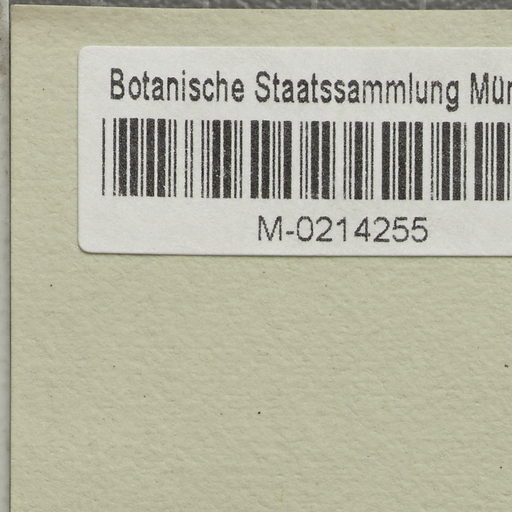 Botanische Staatssammlung Mün
M-0214255